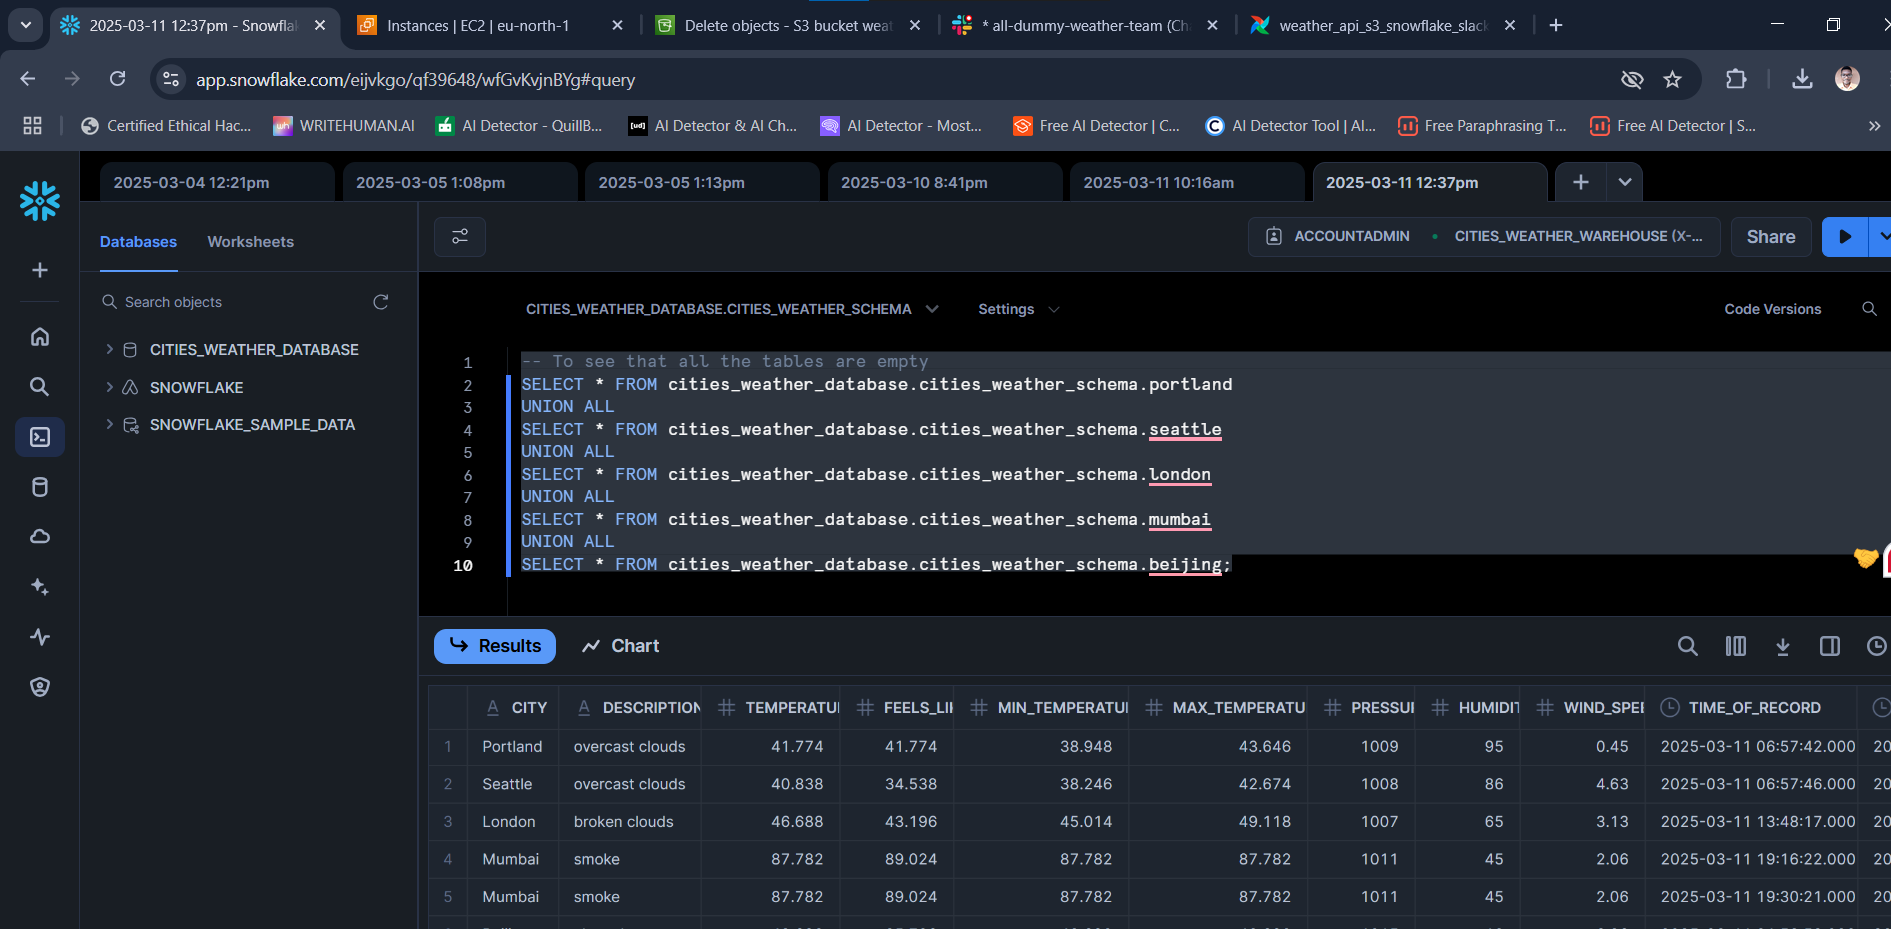 2025-03-11 12:37pm - Snowfla
Instances | EC2 | eu-north-1
Delete objects - S3 bucket weat
* all-dummy-weather-team (Cha
weather_api_s3_snowflake_slack
app.snowflake.com/eijvkgo/qf39648/wfGvKvjnBYg#query
Certified Ethical Hac...
WRITEHUMAN.AI
AI Detector - QuillB...
AI Detector & AI Ch...
AI Detector - Most...
Free AI Detector | C...
AI Detector Tool | AI...
Free Paraphrasing T...
Free AI Detector | S...
2025-03-04 12:21pm
2025-03-05 1:08pm
2025-03-05 1:13pm
2025-03-10 8:41pm
2025-03-11 10:16am
2025-03-11 12:37pm
Databases
Worksheets
ACCOUNTADMIN
CITIES_WEATHER_WAREHOUSE (X-...
Share
Search objects
CITIES_WEATHER_DATABASE
SNOWFLAKE
SNOWFLAKE_SAMPLE_DATA
CITIES_WEATHER_DATABASE.CITIES_WEATHER_SCHEMA
Settings
Code Versions
1 -- To see that all the tables are empty
2 SELECT * FROM cities_weather_database.cities_weather_schema.portland
3 UNION ALL
4 SELECT * FROM cities_weather_database.cities_weather_schema.seattle
5 UNION ALL
6 SELECT * FROM cities_weather_database.cities_weather_schema.london
7 UNION ALL
8 SELECT * FROM cities_weather_database.cities_weather_schema.mumbai
9 UNION ALL
10 SELECT * FROM cities_weather_database.cities_weather_schema.beijing;
Results
Chart
CITY DESCRIPTION TEMPERATU FEELS_LI MIN_TEMPERATU MAX_TEMPERATU PRESSU HUMIDIT WIND_SPEE TIME_OF_RECORD
1 Portland overcast clouds 41.774 41.774 38.948 43.646 1009 95 0.45 2025-03-11 06:57:42.000 20
2 Seattle overcast clouds 40.838 34.538 38.246 42.674 1008 86 4.63 2025-03-11 06:57:46.000 20
3 London broken clouds 46.688 43.196 45.014 49.118 1007 65 3.13 2025-03-11 13:48:17.000 20
4 Mumbai smoke 87.782 89.024 87.782 87.782 1011 45 2.06 2025-03-11 19:16:22.000 20
5 Mumbai smoke 87.782 89.024 87.782 87.782 1011 45 2.06 2025-03-11 19:30:21.000 20